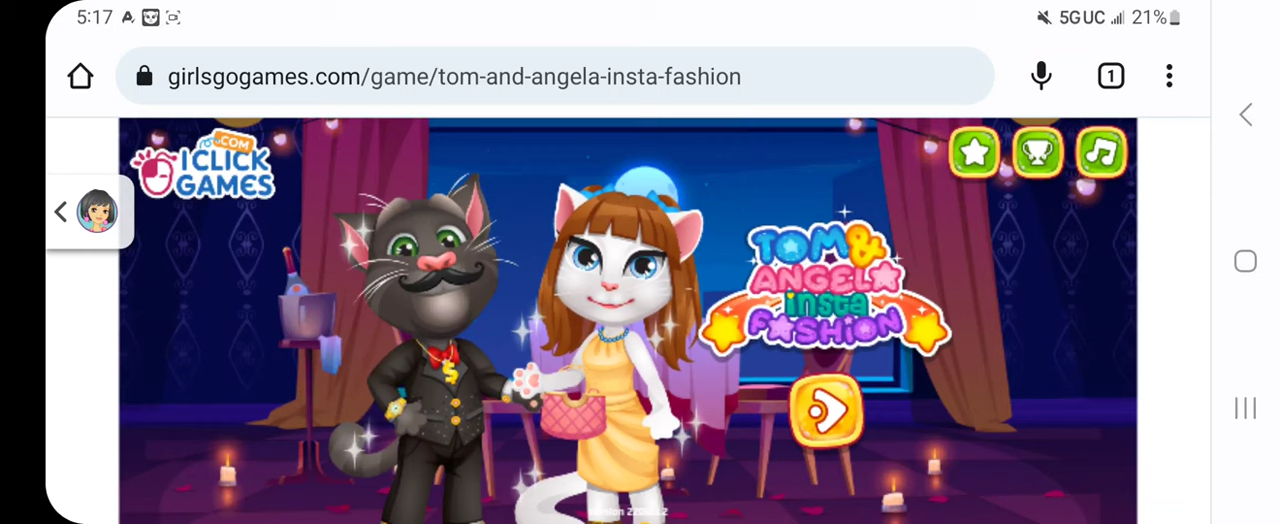 5:17
5G UC 21%
girlsgogames.com/game/tom-and-angela-insta-fashion
1
.COM
I CLICK
GAMES
TOM &
ANGELA
insta
FASHION
$